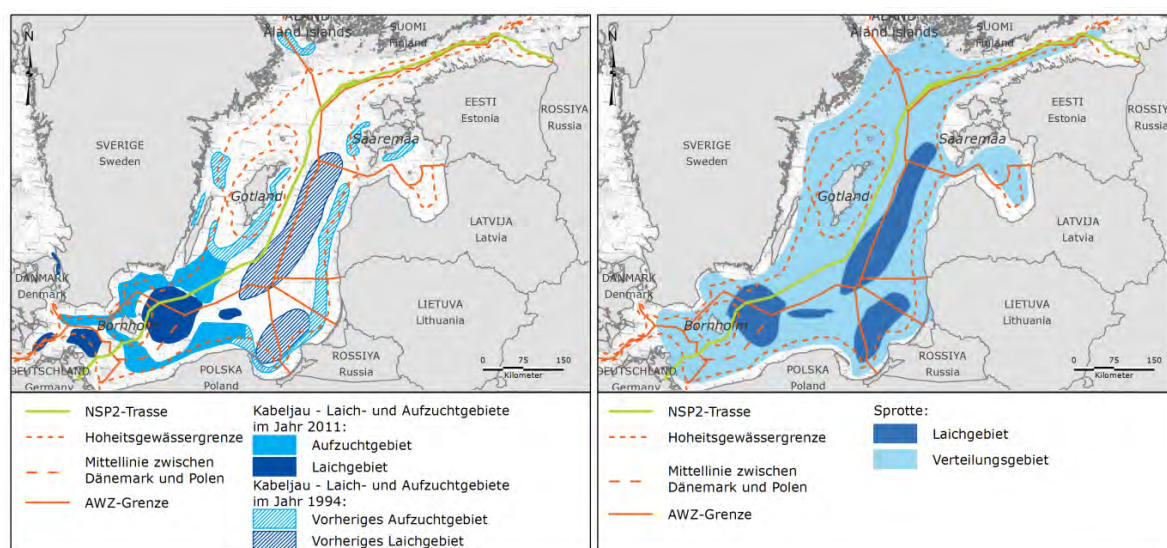 ÅLAND
Åland Islands
SUOMI
Finland
N
EESTI
Estonia
ROSSIYA
Russia
Saaremaa
SVERIGE
Sweden
Gotland
LATVIJA
Latvia
DANMARK
Denmark
Bornholm
LIETUVA
Lithuania
ROSSIYA
Russia
POLSKA
Poland
DEUTSCHLAND
Germany
0 75 150
Kilometer
NSP2-Trasse
Hoheitsgewässergrenze
Mittellinie zwischen
Dänemark und Polen
AWZ-Grenze
Kabeljau - Laich- und Aufzuchtgebiete
im Jahr 2011:
Aufzuchtgebiet
Laichgebiet
Kabeljau - Laich- und Aufzuchtgebiete
im Jahr 1994:
Vorheriges Aufzuchtgebiet
Vorheriges Laichgebiet
ÅLAND
Åland Islands
SUOMI
Finland
N
EESTI
Estonia
ROSSIYA
Russia
Saaremaa
SVERIGE
Sweden
Gotland
LATVIJA
Latvia
DANMARK
Denmark
Bornholm
LIETUVA
Lithuania
ROSSIYA
Russia
POLSKA
Poland
DEUTSCHLAND
Germany
0 75 150
Kilometer
NSP2-Trasse
Hoheitsgewässergrenze
Mittellinie zwischen
Dänemark und Polen
AWZ-Grenze
Sprotte:
Laichgebiet
Verteilungsgebiet